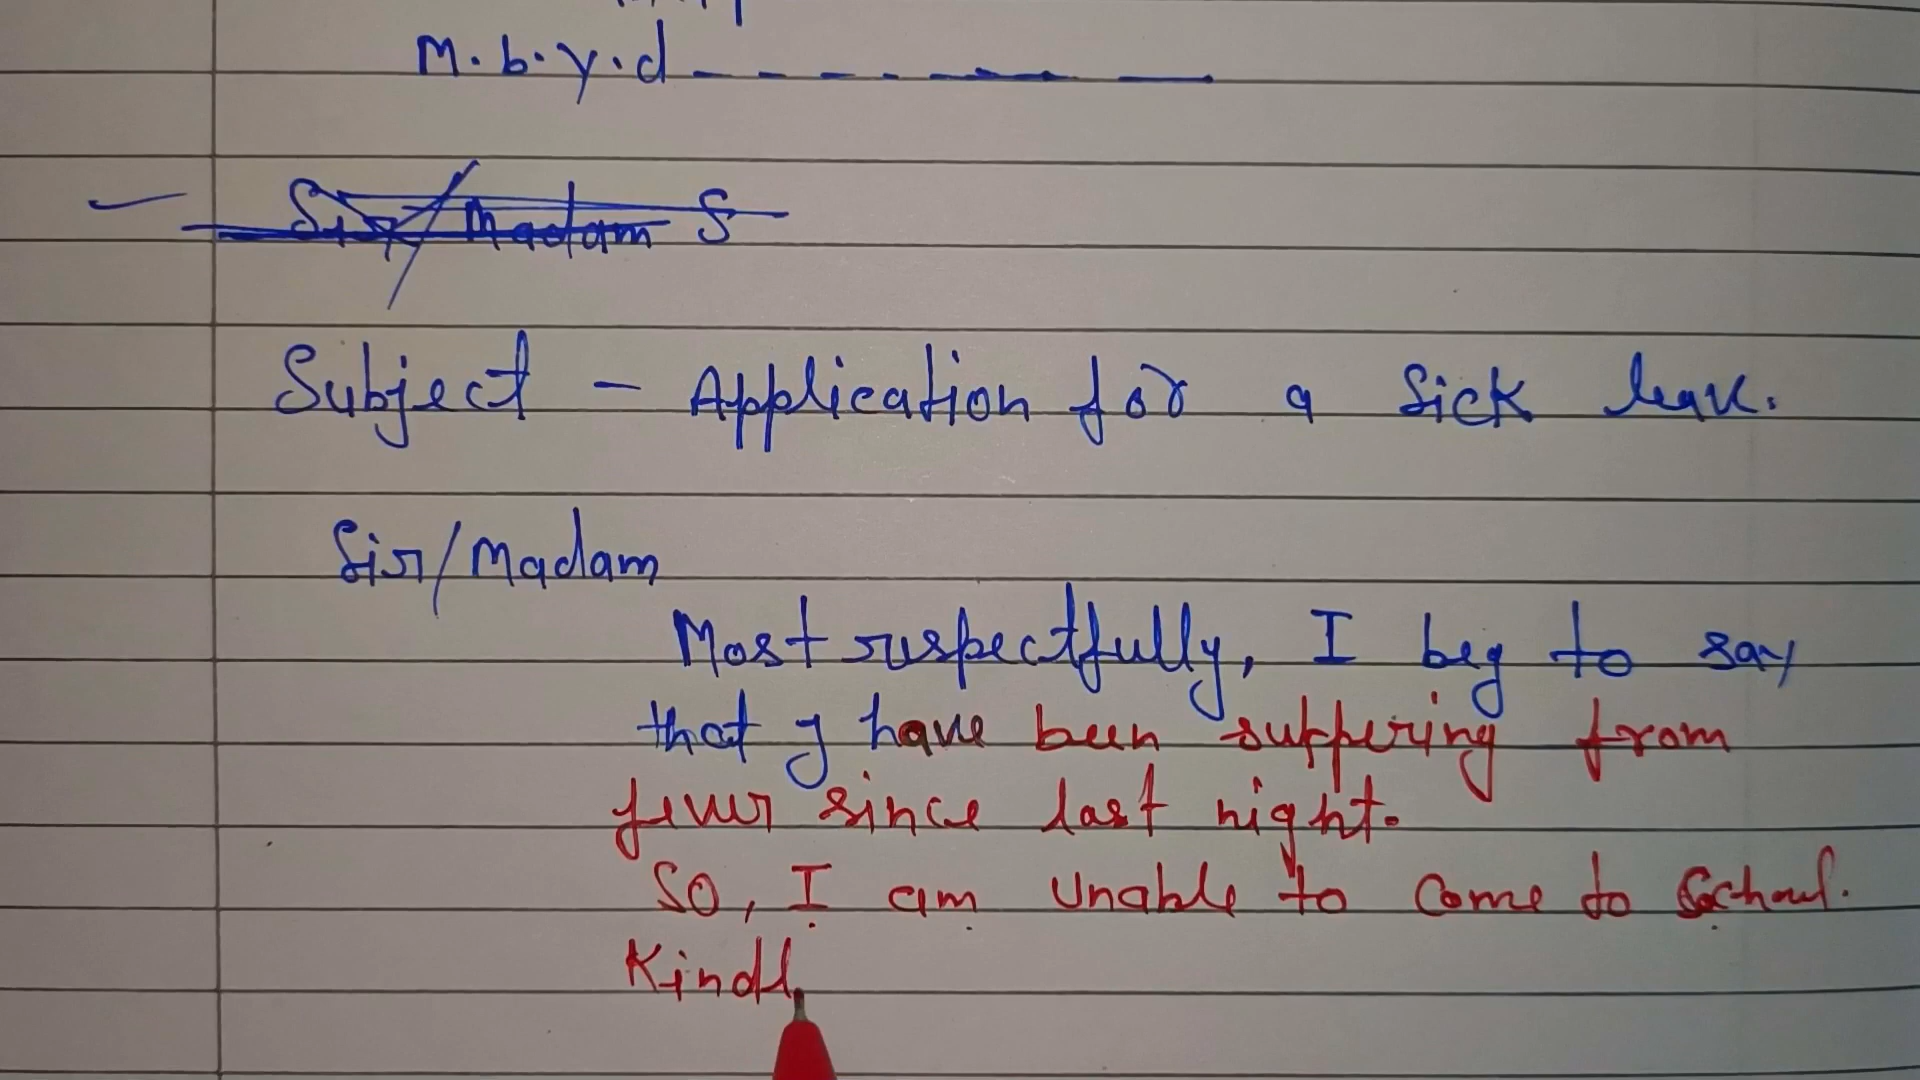 M.b.y.d
Sir/Madam S
Subject - Application for a Sick leave.
Sir/Madam
Most respectfully, I beg to say
that I have been suffering from
fever since last night.
SO, I am unable to come to School.
Kindl